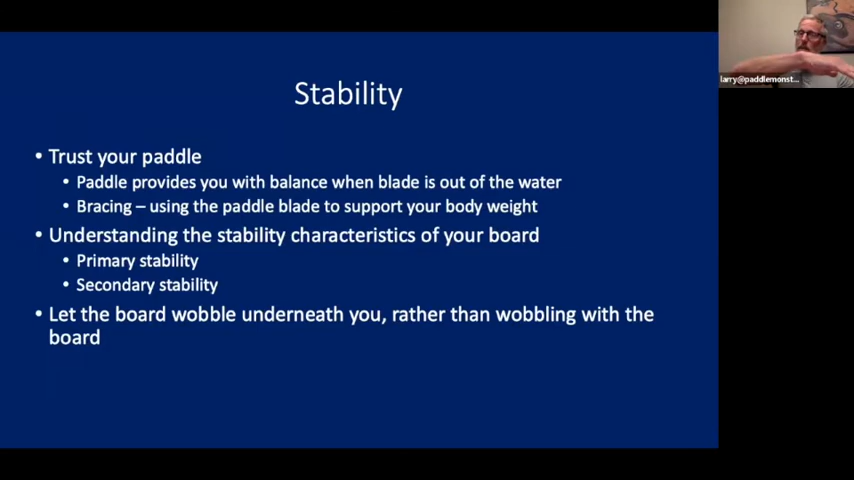 Stability
• Trust your paddle
• Paddle provides you with balance when blade is out of the water
• Bracing – using the paddle blade to support your body weight
• Understanding the stability characteristics of your board
• Primary stability
• Secondary stability
• Let the board wobble underneath you, rather than wobbling with the
board
larry@paddlemonst...